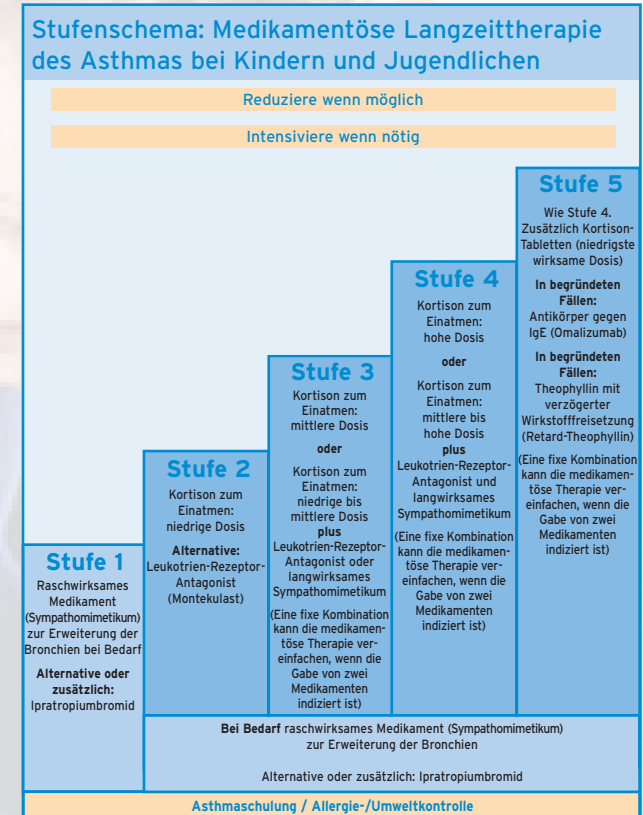 Stufenschema: Medikamentöse Langzeittherapie
des Asthmas bei Kindern und Jugendlichen
Reduziere wenn möglich
Intensiviere wenn nötig
Stufe 1
Raschwirksames
Medikament
(Sympathomimetikum)
zur Erweiterung der
Bronchien bei Bedarf
Alternative oder
zusätzlich:
Ipratropiumbromid
Stufe 2
Kortison zum
Einatmen:
niedrige Dosis
Alternative:
Leukotrien-Rezeptor-
Antagonist
(Montekulast)
Stufe 3
Kortison zum
Einatmen:
mittlere Dosis
oder
Kortison zum
Einatmen:
niedrige bis
mittlere Dosis
plus
Leukotrien-Rezeptor-
Antagonist oder
langwirksames
Sympathomimetikum
(Eine fixe Kombination
kann die medikamen-
töse Therapie ver-
einfachen, wenn die
Gabe von zwei
Medikamenten
indiziert ist)
Stufe 4
Kortison zum
Einatmen:
hohe Dosis
oder
Kortison zum
Einatmen:
mittlere bis
hohe Dosis
plus
Leukotrien-Rezeptor-
Antagonist und
langwirksames
Sympathomimetikum
(Eine fixe Kombination
kann die medikamen-
töse Therapie ver-
einfachen, wenn die
Gabe von zwei
Medikamenten
indiziert ist)
Stufe 5
Wie Stufe 4.
Zusätzlich Kortison-
Tabletten (niedrigste
wirksame Dosis)
In begründeten
Fällen:
Antikörper gegen
IgE (Omalizumab)
In begründeten
Fällen:
Theophyllin mit
verzögerter
Wirkstofffreisetzung
(Retard-Theophyllin)
(Eine fixe Kombination
kann die medikamen-
töse Therapie ver-
einfachen, wenn die
Gabe von zwei
Medikamenten
indiziert ist)
Bei Bedarf raschwirksames Medikament (Sympathomimetikum)
zur Erweiterung der Bronchien
Alternative oder zusätzlich: Ipratropiumbromid
Asthmaschulung / Allergie-/Umweltkontrolle